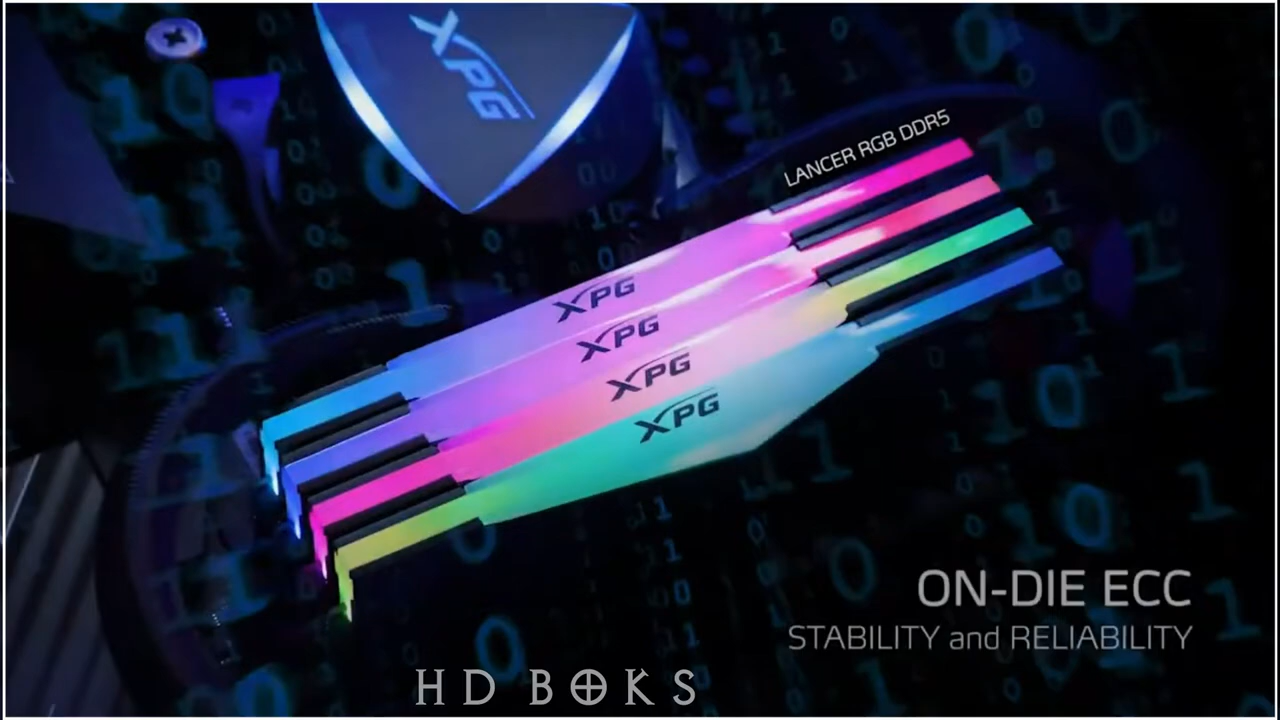 XPG
LANCER RGB DDR5
XPG
XPG
XPG
XPG
ON-DIE ECC
STABILITY and RELIABILITY
HD BOKS